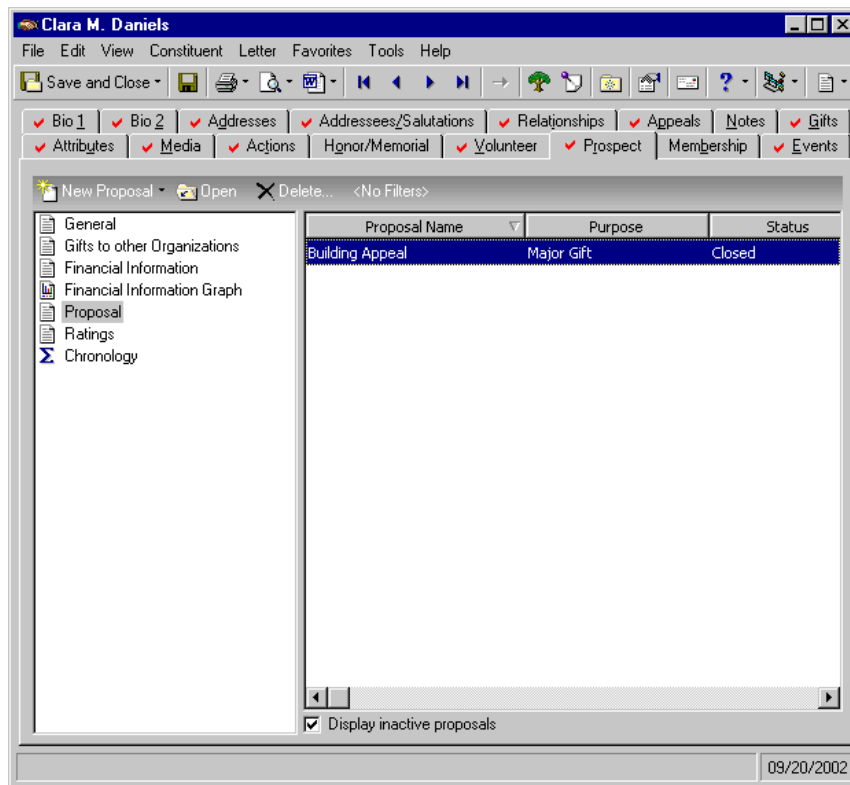 Clara M. Daniels
File Edit View Constituent Letter Favorites Tools Help
Save and Close
Bio 1 Bio 2 Addresses Addressees/Salutations Relationships Appeals Notes Gifts
Attributes Media Actions Honor/Memorial Volunteer Prospect Membership Events
New Proposal Open Delete... <No Filters>
Proposal Name Purpose Status
Building Appeal Major Gift Closed
General
Gifts to other Organizations
Financial Information
Financial Information Graph
Proposal
Ratings
Chronology
Display inactive proposals
09/20/2002